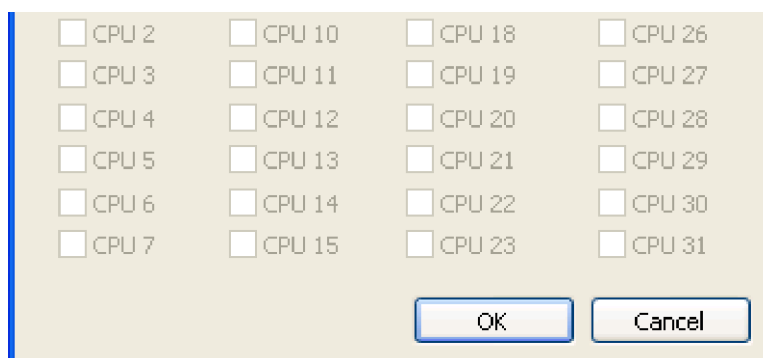 CPU 2 CPU 10 CPU 18 CPU 26
CPU 3 CPU 11 CPU 19 CPU 27
CPU 4 CPU 12 CPU 20 CPU 28
CPU 5 CPU 13 CPU 21 CPU 29
CPU 6 CPU 14 CPU 22 CPU 30
CPU 7 CPU 15 CPU 23 CPU 31
OK Cancel